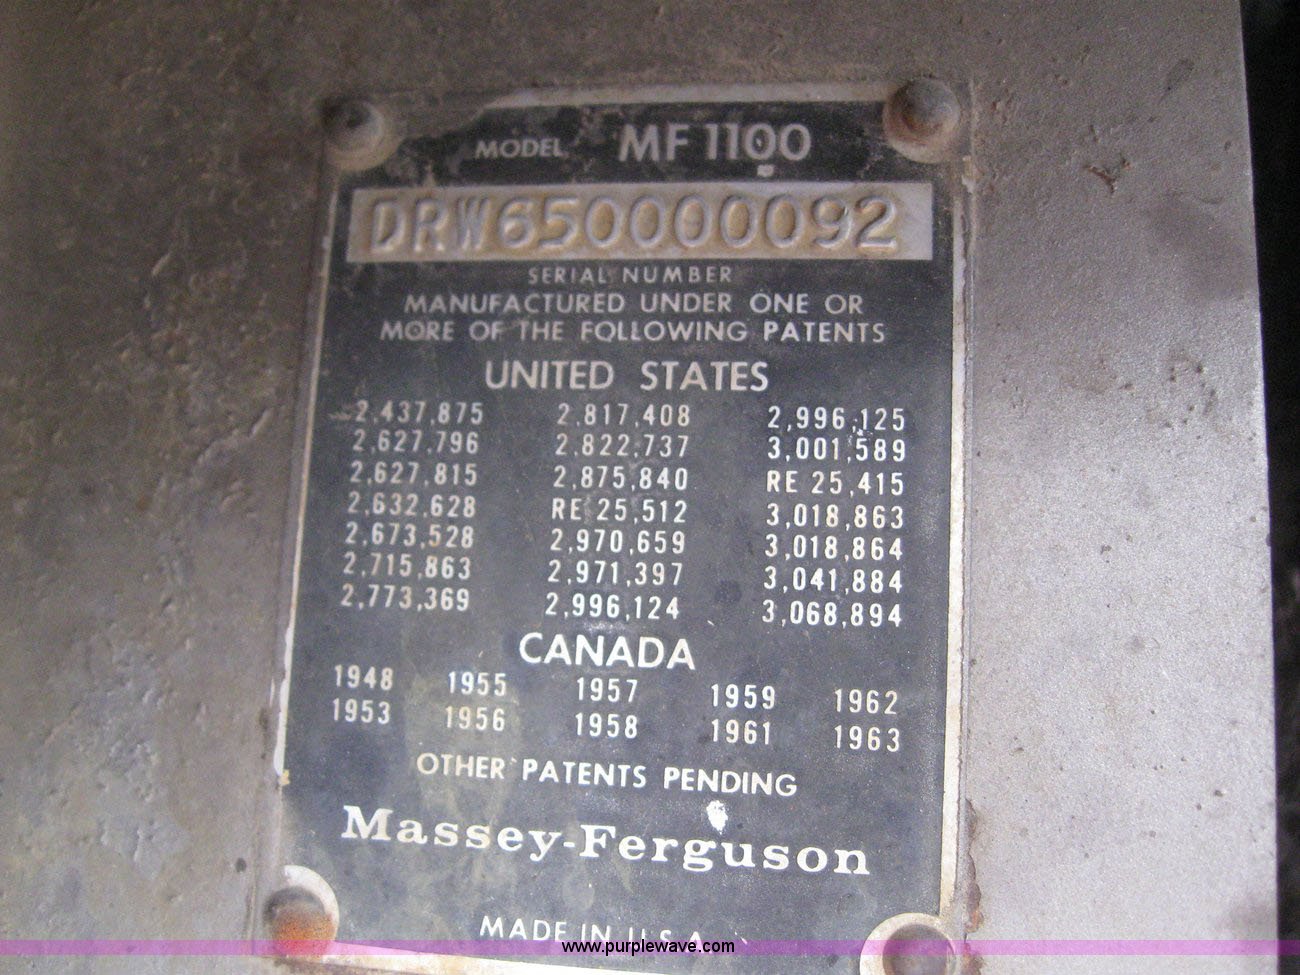 MODEL MF 1100
DRW650000092
SERIAL NUMBER
MANUFACTURED UNDER ONE OR
MORE OF THE FOLLOWING PATENTS
UNITED STATES
2,437,875 2,817,408 2,996,125
2,627,796 2,822,737 3,001,589
2,627,815 2,875,840 RE 25,415
2,632,628 RE 25,512 3,018,863
2,673,528 2,970,659 3,018,864
2,715,863 2,971,397 3,041,884
2,773,369 2,996,124 3,068,894
CANADA
1948 1955 1957 1959 1962
1953 1956 1958 1961 1963
OTHER PATENTS PENDING
Massey-Ferguson
MADE IN U.S.A.
www.purplewave.com